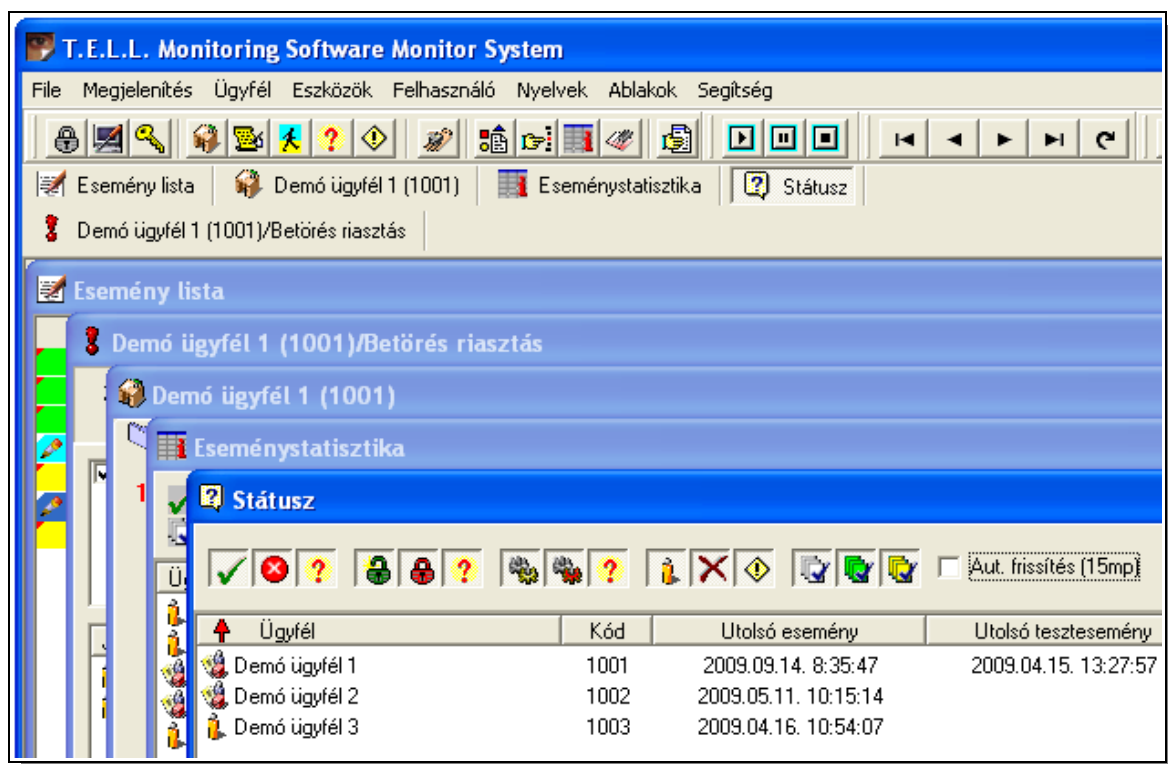 T.E.L.L. Monitoring Software Monitor System
File Megjelenítés Ügyfél Eszközök Felhasználó Nyelvek Ablakok Segítség
Esemény lista Demó ügyfél 1 (1001) Eseménystatisztika Státusz
Demó ügyfél 1 (1001)/Betörés riasztás
Esemény lista
Demó ügyfél 1 (1001)/Betörés riasztás
Demó ügyfél 1 (1001)
Eseménystatisztika
1
Státusz
Aut. frissítés (15mp)
Ügyfél Kód Utolsó esemény Utolsó tesztesemény
Demó ügyfél 1 1001 2009.09.14. 8:35:47 2009.04.15. 13:27:57
Demó ügyfél 2 1002 2009.05.11. 10:15:14
Demó ügyfél 3 1003 2009.04.16. 10:54:07